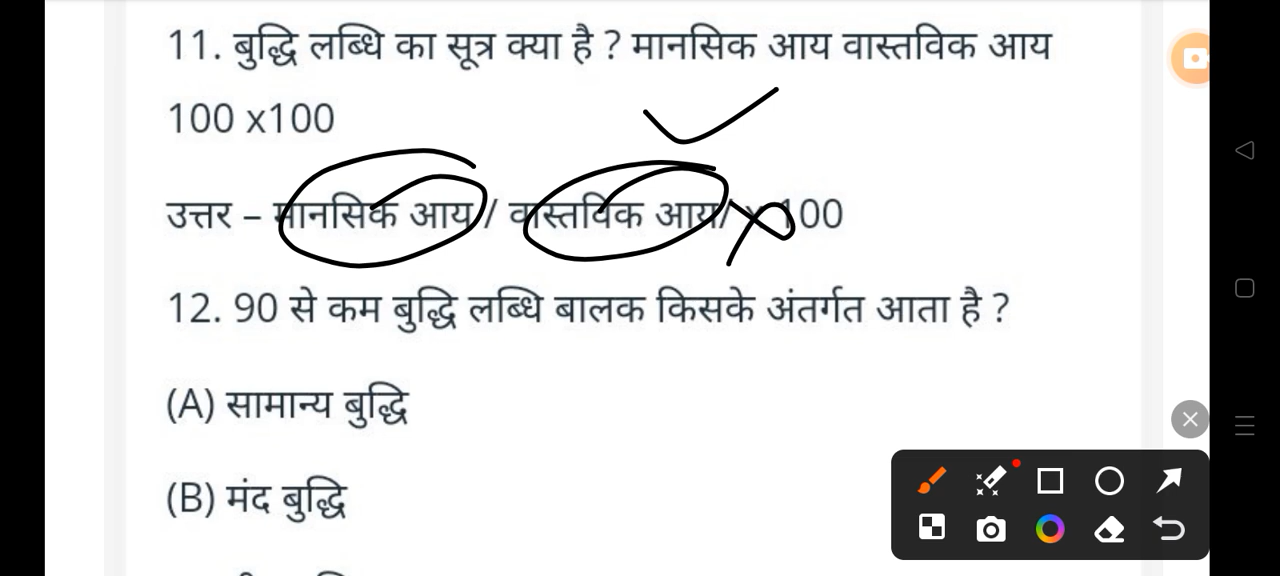 11. बुद्धि लब्धि का सूत्र क्या है ? मानसिक आय वास्तविक आय
100 x100
उत्तर – मानसिक आय / वास्तविक आय/ x 100
12. 90 से कम बुद्धि लब्धि बालक किसके अंतर्गत आता है ?
(A) सामान्य बुद्धि
(B) मंद बुद्धि